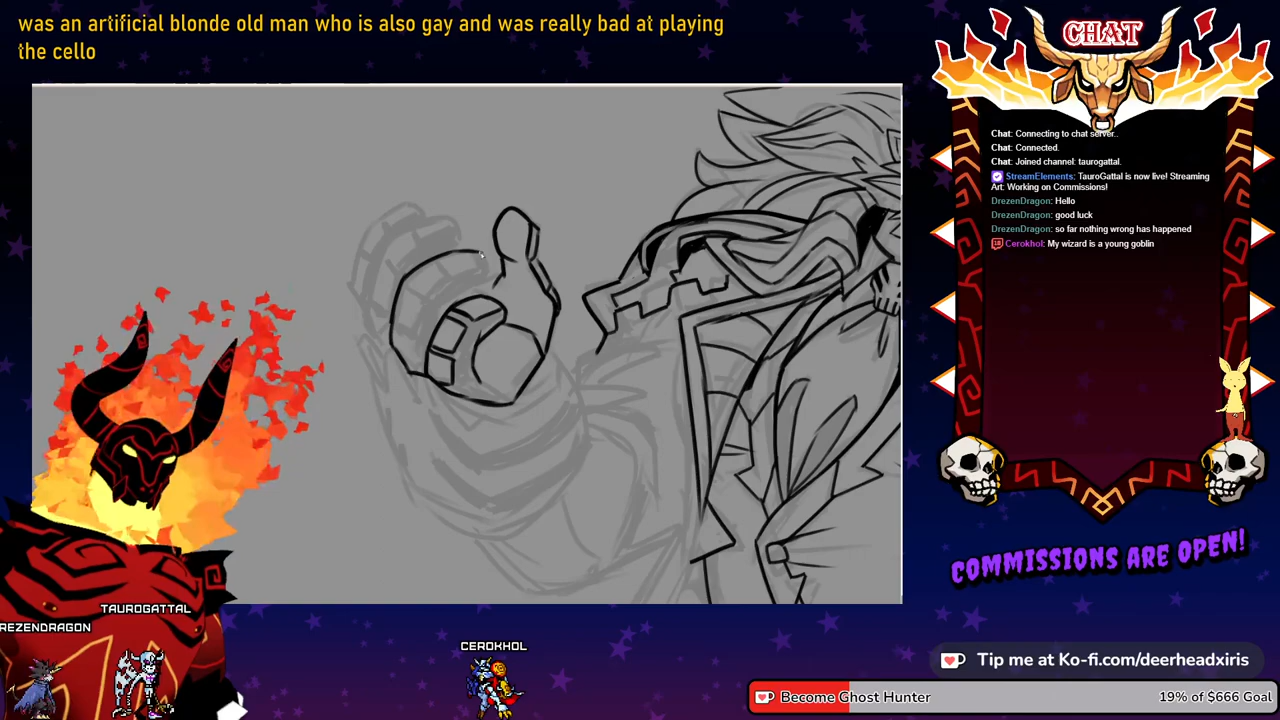 was an artificial blonde old man who is also gay and was really bad at playing
the cello
CHAT
Chat: Connecting to chat server..
Chat: Connected.
Chat: Joined channel: taurogattal.
StreamElements: TauroGattal is now live! Streaming
Art: Working on Commissions!
DrezenDragon: Hello
DrezenDragon: good luck
DrezenDragon: so far nothing wrong has happened
Cerokhol: My wizard is a young goblin
COMMISSIONS ARE OPEN!
TAUROGATTAL
REZENDRAGON
CEROKHOL
Tip me at Ko-fi.com/deerheadxiris
Become Ghost Hunter 19% of $666 Goal